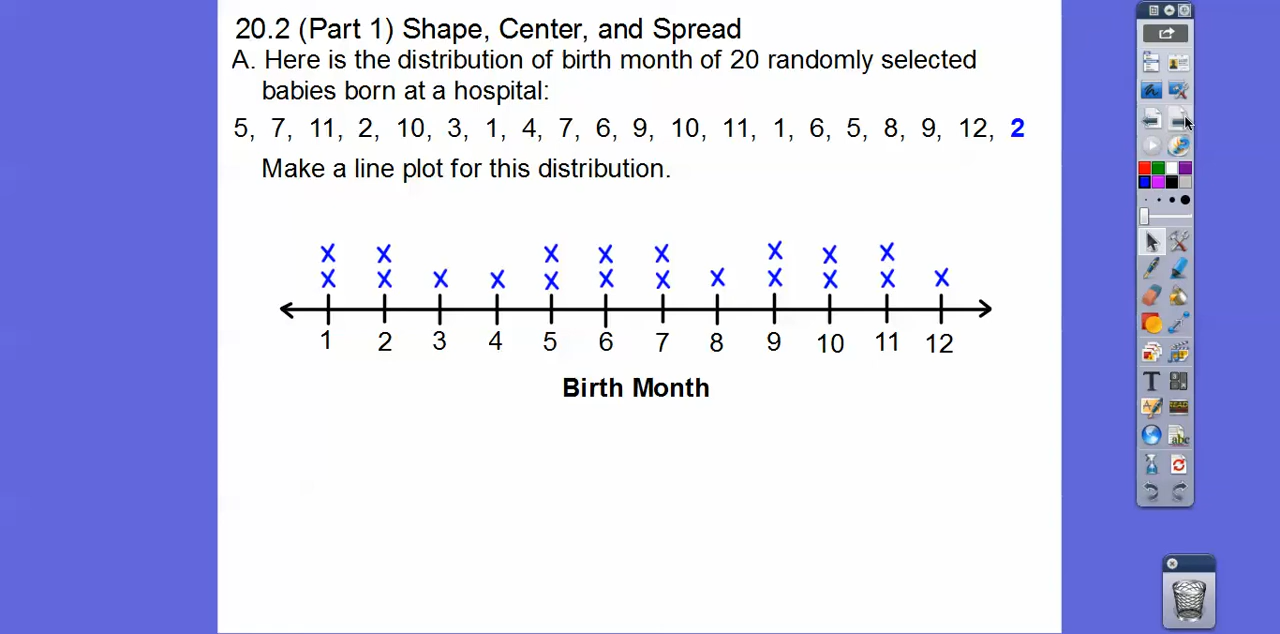 20.2 (Part 1) Shape, Center, and Spread
A. Here is the distribution of birth month of 20 randomly selected
babies born at a hospital:
5, 7, 11, 2, 10, 3, 1, 4, 7, 6, 9, 10, 11, 1, 6, 5, 8, 9, 12, 2
Make a line plot for this distribution.
x x x x x x x x
x x x x x x x x x x x x
1 2 3 4 5 6 7 8 9 10 11 12
Birth Month